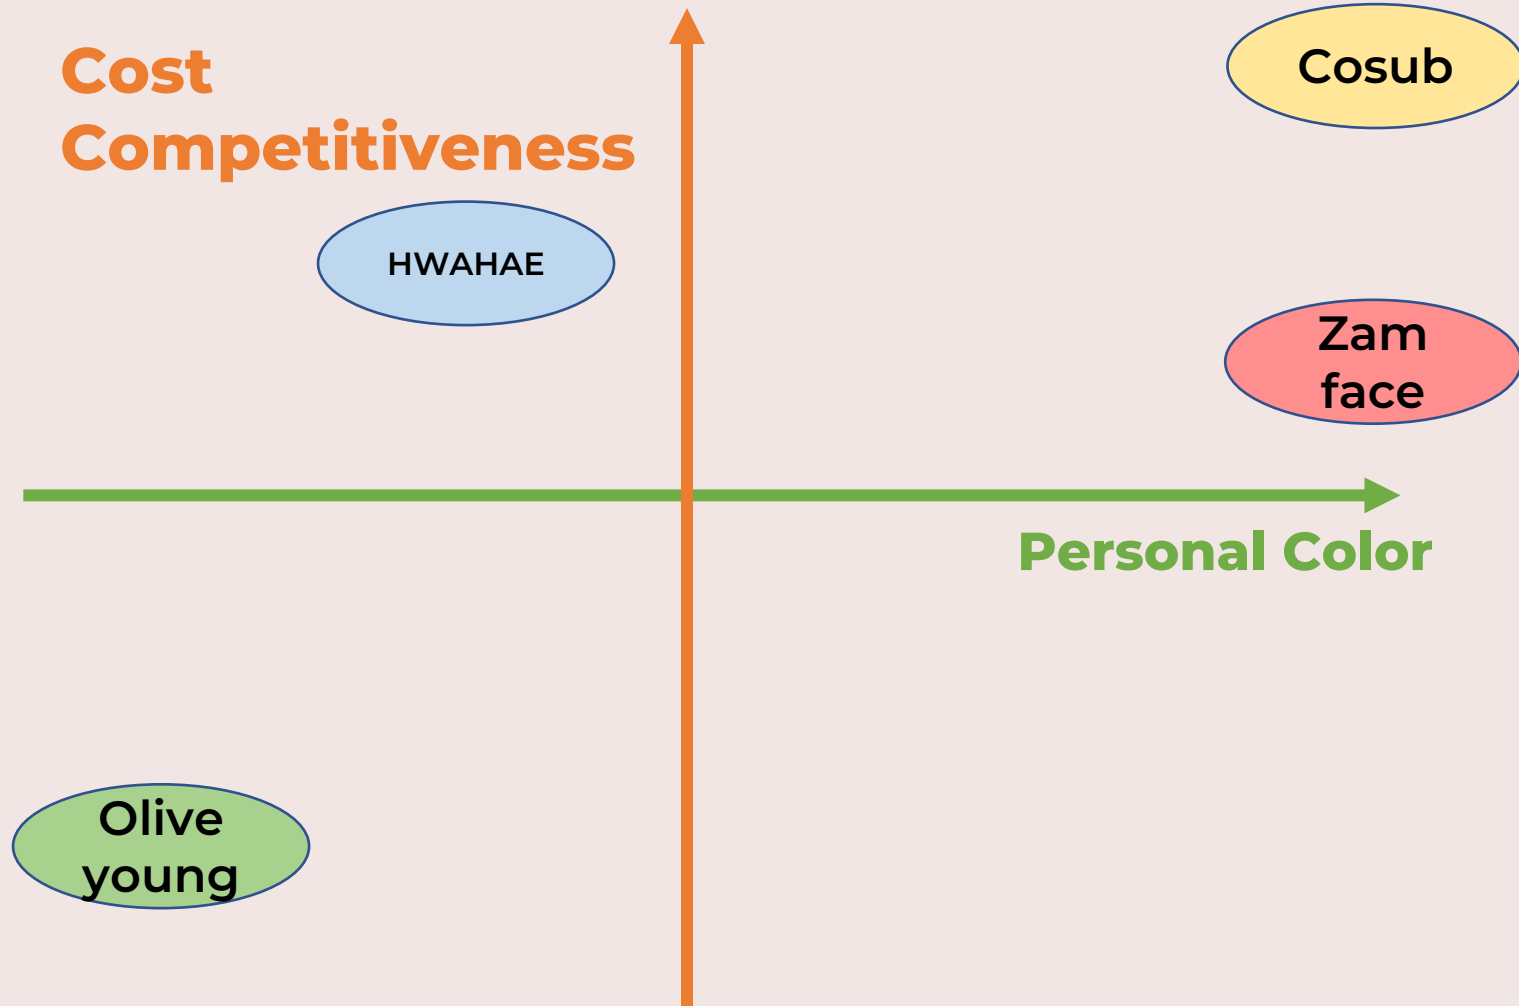 Cost
Competitiveness
Cosub
HWAHAE
Zam
face
Personal Color
Olive
young